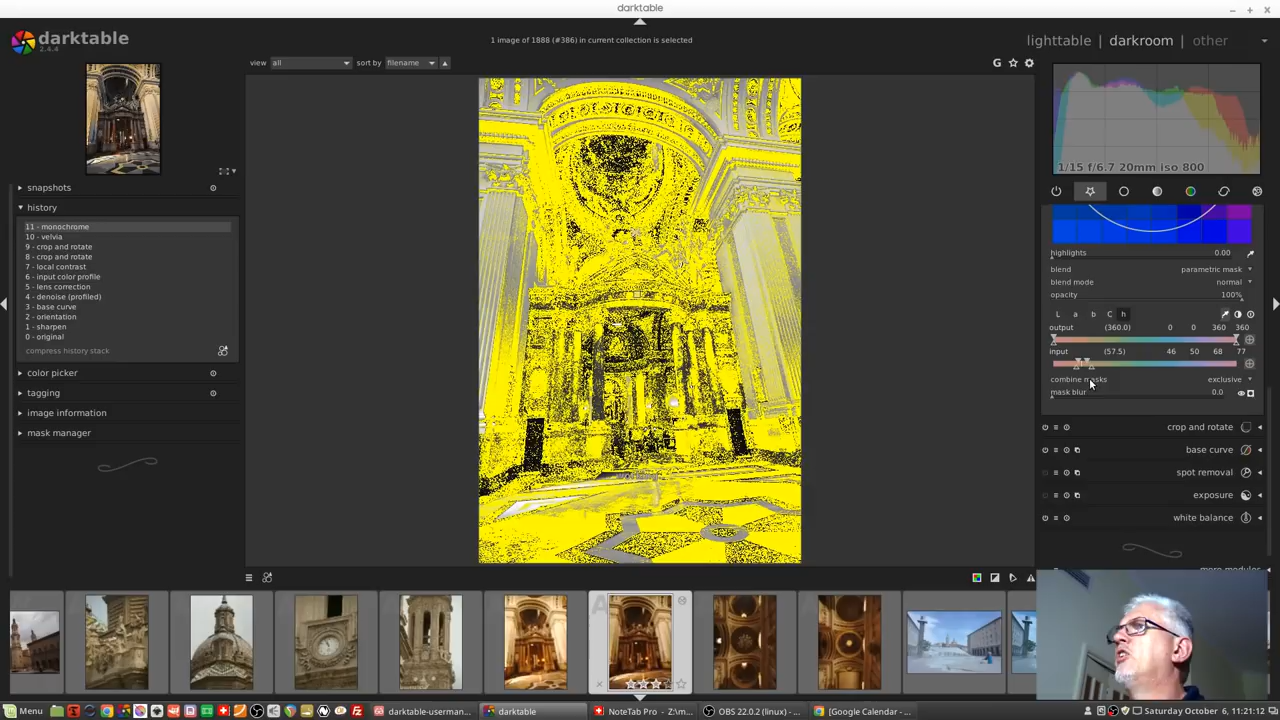 darktable
darktable
2.4.4
1 image of 1888 (#386) in current collection is selected
lighttable | darkroom | other
view all sort by filename
G
1/15 f/6.7 20mm iso 800
snapshots
history
11 - monochrome
10 - velvia
9 - crop and rotate
8 - crop and rotate
7 - local contrast
6 - input color profile
5 - lens correction
4 - denoise (profiled)
3 - base curve
2 - orientation
1 - sharpen
0 - original
compress history stack
color picker
tagging
image information
mask manager
highlights 0.00
blend parametric mask
blend mode normal
opacity 100%
L a b C h
output (360.0) 0 0 360 360
input (57.5) 46 50 68 77
combine masks exclusive
mask blur 0.0
crop and rotate
base curve
spot removal
exposure
white balance
Menu
darktable-userman...
darktable
NoteTab Pro - Z:\m...
OBS 22.0.2 (linux) - ...
[Google Calendar - ...
Saturday October 6, 11:21:12